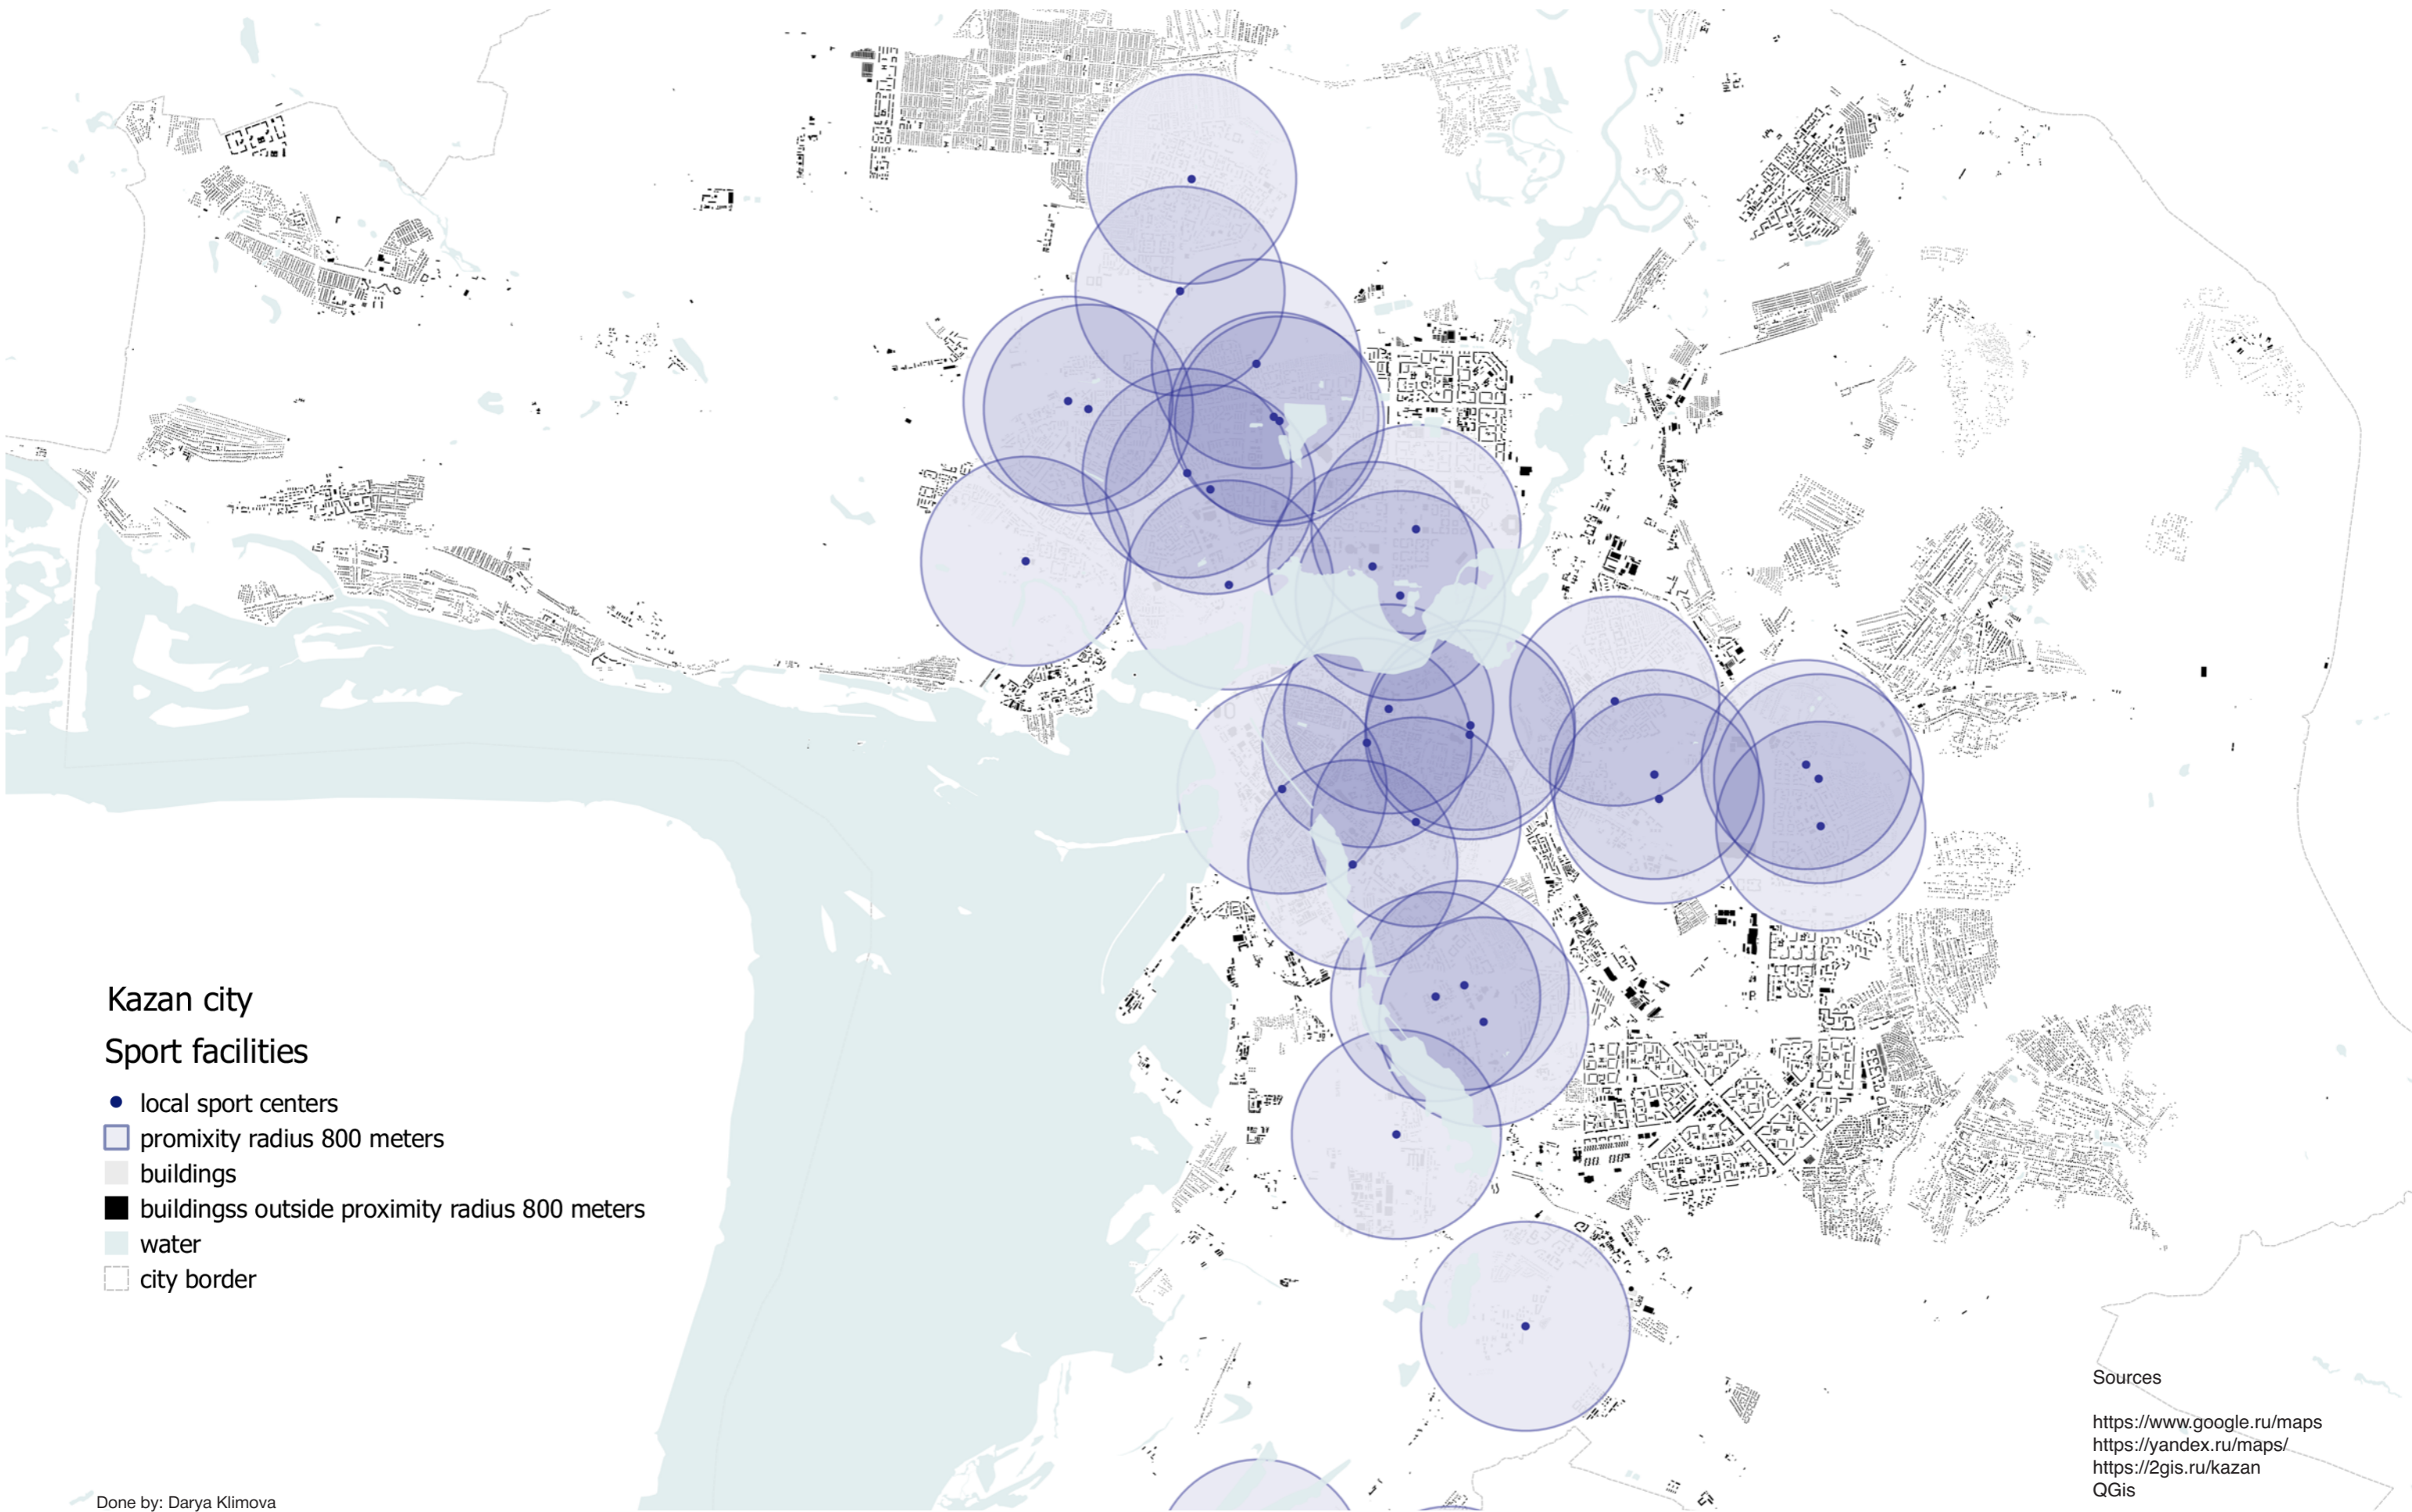 Kazan city
Sport facilities
local sport centers
promixity radius 800 meters
buildings
buildingss outside proximity radius 800 meters
water
city border
Sources
https://www.google.ru/maps
https://yandex.ru/maps/
https://2gis.ru/kazan
QGis
Done by: Darya Klimova